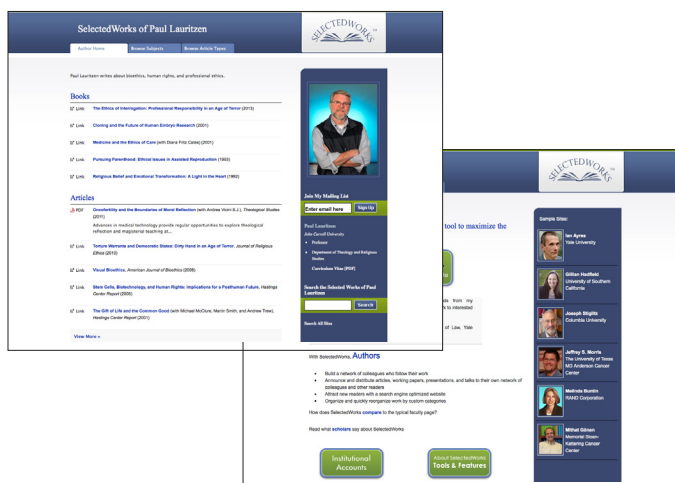 SelectedWorks of Paul Lauritzen
SELECTEDWORKS™
Author Home
Browse Subjects
Browse Article Types
Paul Lauritzen writes about bioethics, human rights, and professional ethics.
Books
Link The Ethics of Interrogation: Professional Responsibility in an Age of Terror (2013)
Link Cloning and the Future of Human Embryo Research (2001)
Link Medicine and the Ethics of Care (with Diana Fritz Cates) (2001)
Link Pursuing Parenthood: Ethical Issues in Assisted Reproduction (1993)
Link Religious Belief and Emotional Transformation: A Light in the Heart (1992)
Articles
PDF Oncofertility and the Boundaries of Moral Reflection (with Andrea Vicini S.J.), Theological Studies
(2011)
Advances in medical technology provide regular opportunities to explore theological
reflection and magisterial teaching as...
Link Torture Warrants and Democratic States: Dirty Hand in an Age of Terror, Journal of Religious
Ethics (2010)
Link Visual Bioethics, American Journal of Bioethics (2008)
Link Stem Cells, Biotechnology, and Human Rights: Implications for a Posthuman Future, Hastings
Center Report (2005)
Link The Gift of Life and the Common Good (with Michael McClure, Martin Smith, and Andrew Trew),
Hastings Center Report (2001)
View More »
Join My Mailing List
Enter email here
Sign Up
Paul Lauritzen
John Carroll University
Professor
Department of Theology and Religious
Studies
Curriculum Vitae (PDF)
Search the Selected Works of Paul
Lauritzen
Search
Search All Sites
SELECTEDWORKS™
tool to maximize the
from my
to interested
of Law, Yale
With SelectedWorks, Authors
• Build a network of colleagues who follow their work
• Announce and distribute articles, working papers, presentations, and talks to their own network of
colleagues and other readers
• Attract new readers with a search engine optimized website
• Organize and quickly reorganize work by custom categories
How does SelectedWorks compare to the typical faculty page?
Read what scholars say about SelectedWorks
Institutional
Accounts
About SelectedWorks
Tools & Features
Sample Sites:
Ian Ayres
Yale University
Gillian Hadfield
University of Southern
California
Joseph Stiglitz
Columbia University
Jeffrey S. Morris
The University of Texas
MD Anderson Cancer
Center
Melinda Buntin
RAND Corporation
Mithat Gönen
Memorial Sloan-
Kettering Cancer
Center